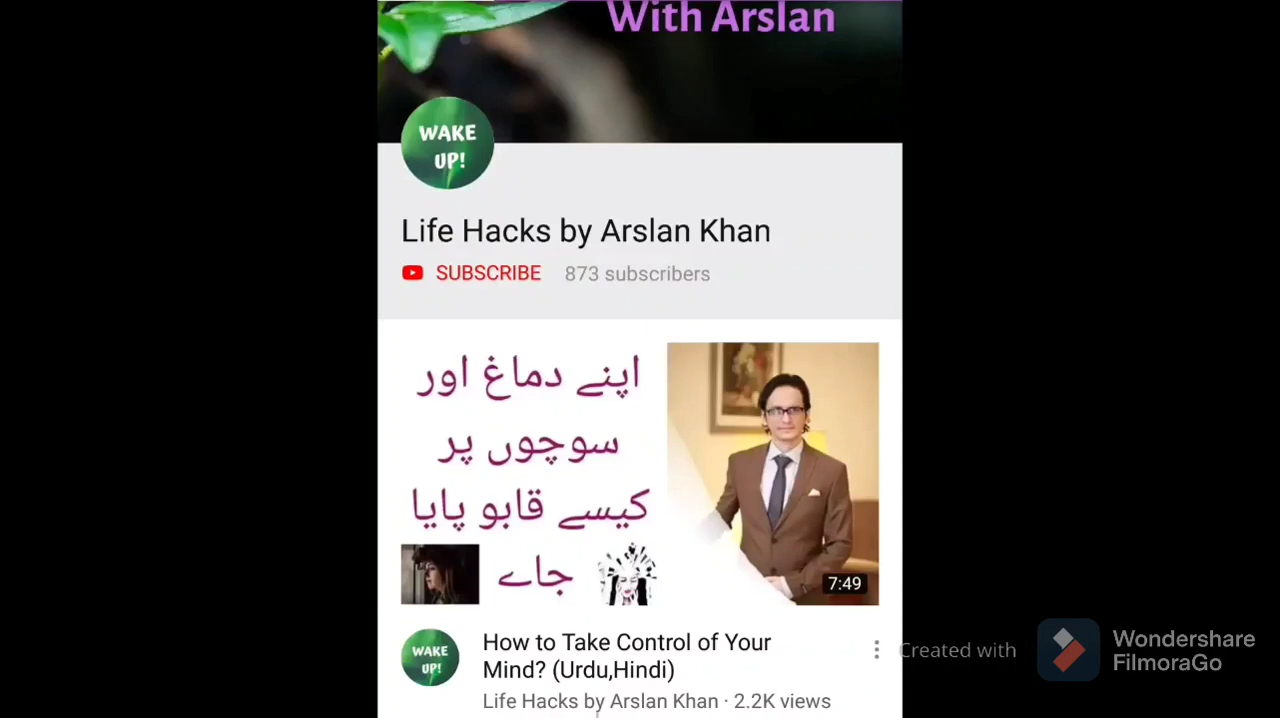 With Arslan
WAKE
UP!
Life Hacks by Arslan Khan
SUBSCRIBE 873 subscribers
اپنے دماغ اور
سوچوں پر
کیسے قابو پایا
جاے
7:49
WAKE
UP!
How to Take Control of Your
Mind? (Urdu,Hindi)
Life Hacks by Arslan Khan · 2.2K views
Created with
Wondershare
FilmoraGo